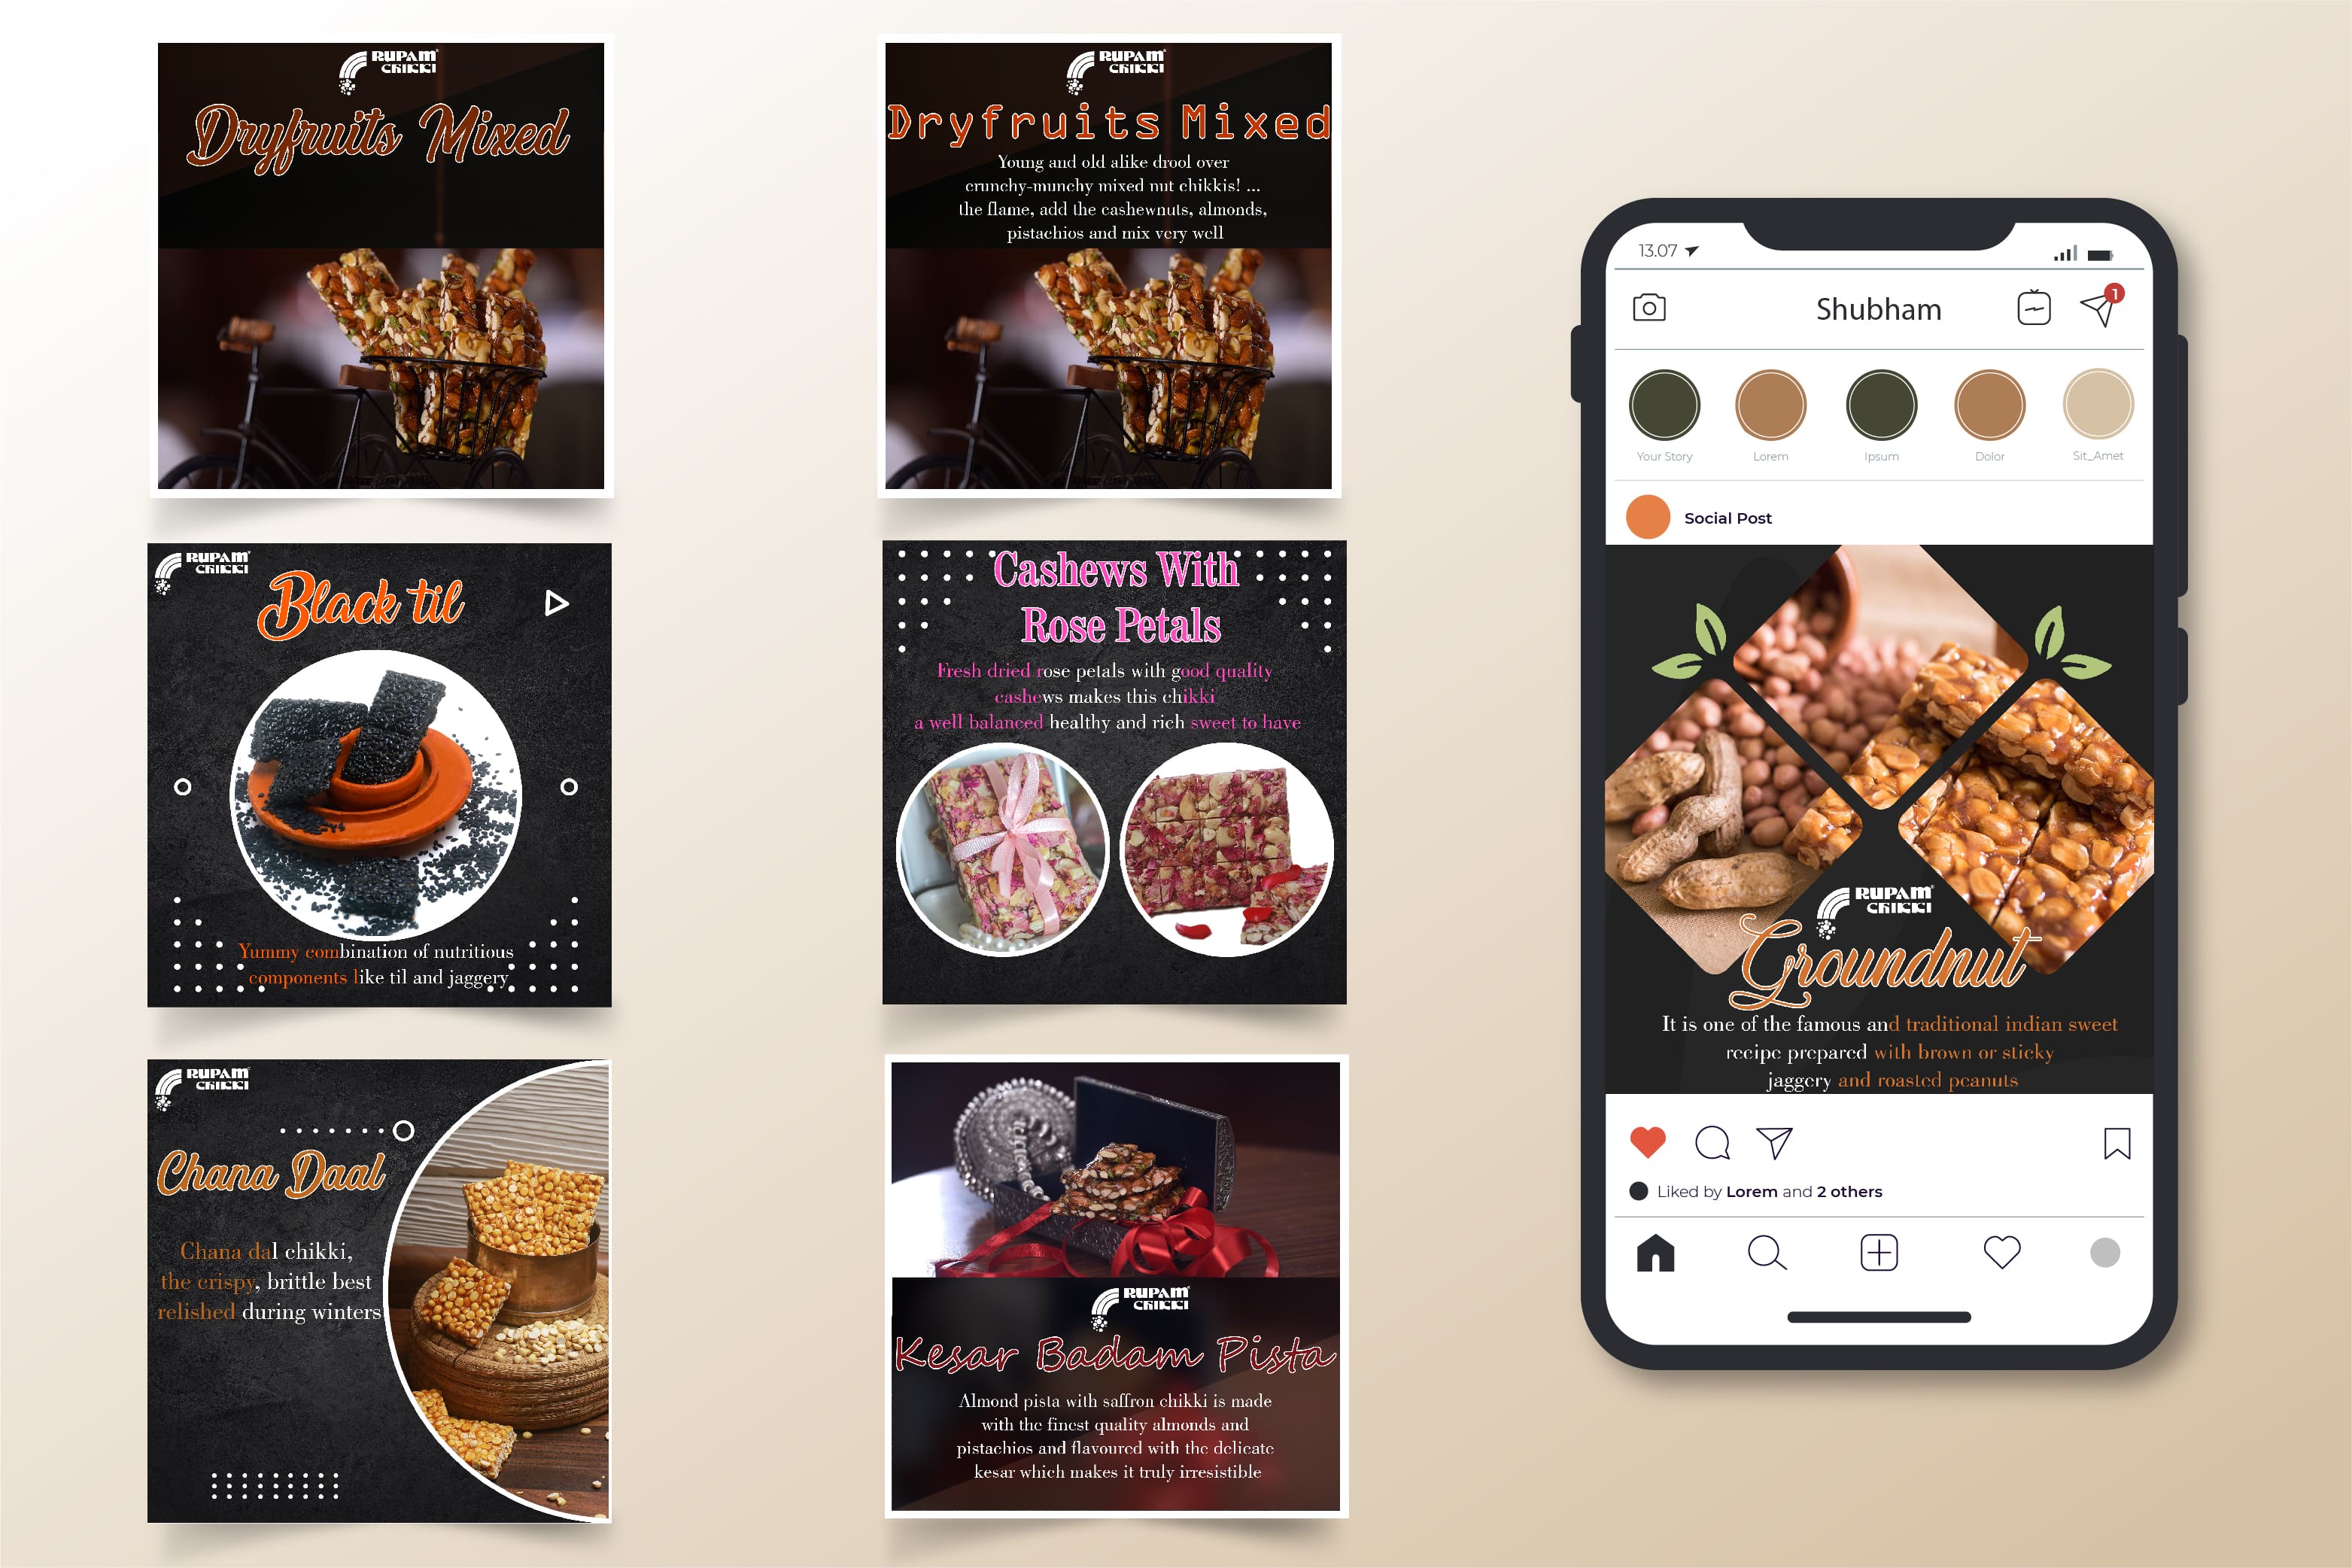 RUPAM
CHIKKI
Dryfruits Mixed
RUPAM
CHIKKI
Dryfruits Mixed
Young and old alike drool over
crunchy-munchy mixed nut chikkis! ...
the flame, add the cashewnuts, almonds,
pistachios and mix very well
RUPAM
CHIKKI
Black til
Yummy combination of nutritious
components like til and jaggery
Cashews With
Rose Petals
Fresh dried rose petals with good quality
cashews makes this chikki
a well balanced healthy and rich sweet to have
RUPAM
CHIKKI
Chana Daal
Chana dal chikki,
the crispy, brittle best
relished during winters
RUPAM
CHIKKI
Kesar Badam Pista
Almond pista with saffron chikki is made
with the finest quality almonds and
pistachios and flavoured with the delicate
kesar which makes it truly irresistible
13.07
Shubham
1
Your Story
Lorem
Ipsum
Dolor
Sit_Amet
Social Post
RUPAM
CHIKKI
Groundnut
It is one of the famous and traditional indian sweet
recipe prepared with brown or sticky
jaggery and roasted peanuts
Liked by Lorem and 2 others